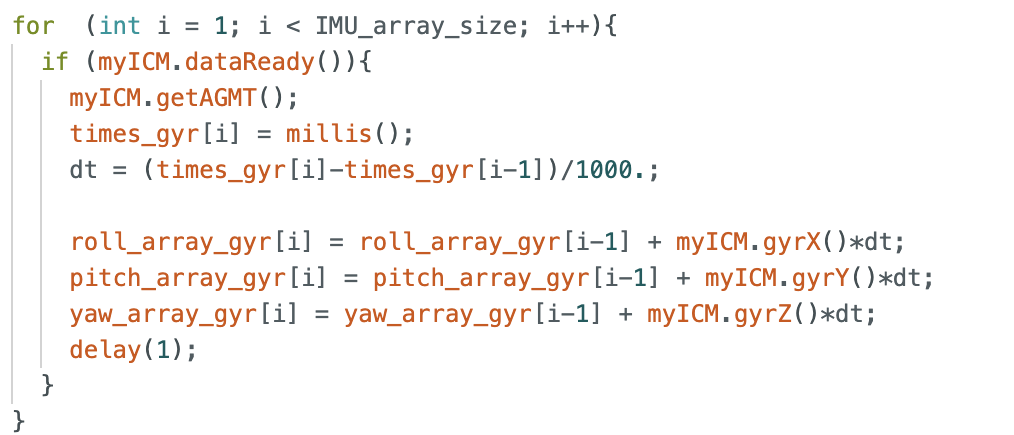 for  (int i = 1; i < IMU_array_size; i++){
  if (myICM.dataReady()){
    myICM.getAGMT();
    times_gyr[i] = millis();
    dt = (times_gyr[i]-times_gyr[i-1])/1000.;

    roll_array_gyr[i] = roll_array_gyr[i-1] + myICM.gyrX()*dt;
    pitch_array_gyr[i] = pitch_array_gyr[i-1] + myICM.gyrY()*dt;
    yaw_array_gyr[i] = yaw_array_gyr[i-1] + myICM.gyrZ()*dt;
    delay(1);
  }
}